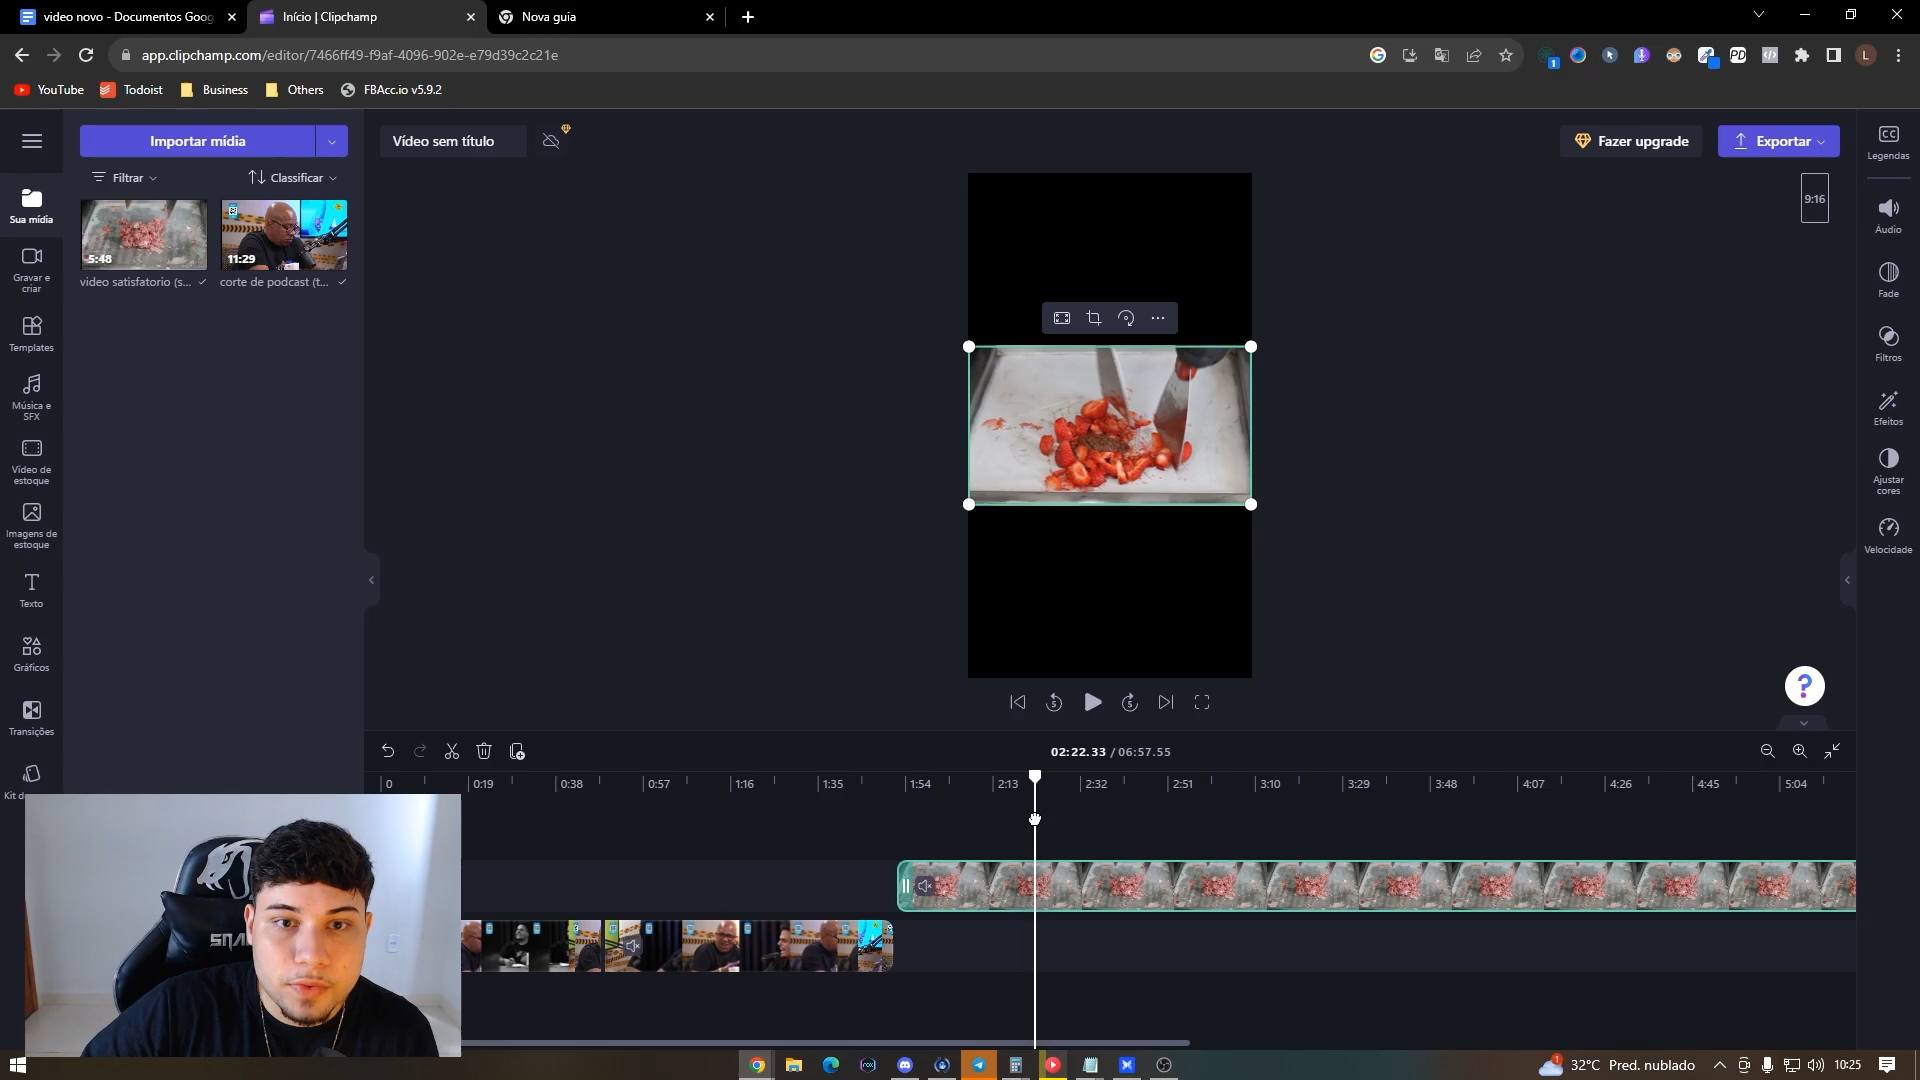 video novo - Documentos Goog
Início | Clipchamp
Nova guia
app.clipchamp.com/editor/7466ff49-f9af-4096-902e-e79d39c2c21e
YouTube
Todoist
Business
Others
FBAcc.io v5.9.2
Importar mídia
Vídeo sem título
Fazer upgrade
Exportar
Legendas
Filtrar
Classificar
9:16
Sua mídia
5:48
11:29
video satisfatorio (s...
corte de podcast (t...
Áudio
Gravar e
criar
Fade
Templates
Filtros
Música e
SFX
Efeitos
Vídeo de
estoque
Ajustar
cores
Imagens de
estoque
Velocidade
Texto
Gráficos
Transições
02:22.33 / 06:57.55
0
0:19
0:38
0:57
1:16
1:35
1:54
2:13
2:32
2:51
3:10
3:29
3:48
4:07
4:26
4:45
5:04
32°C Pred. nublado
10:25